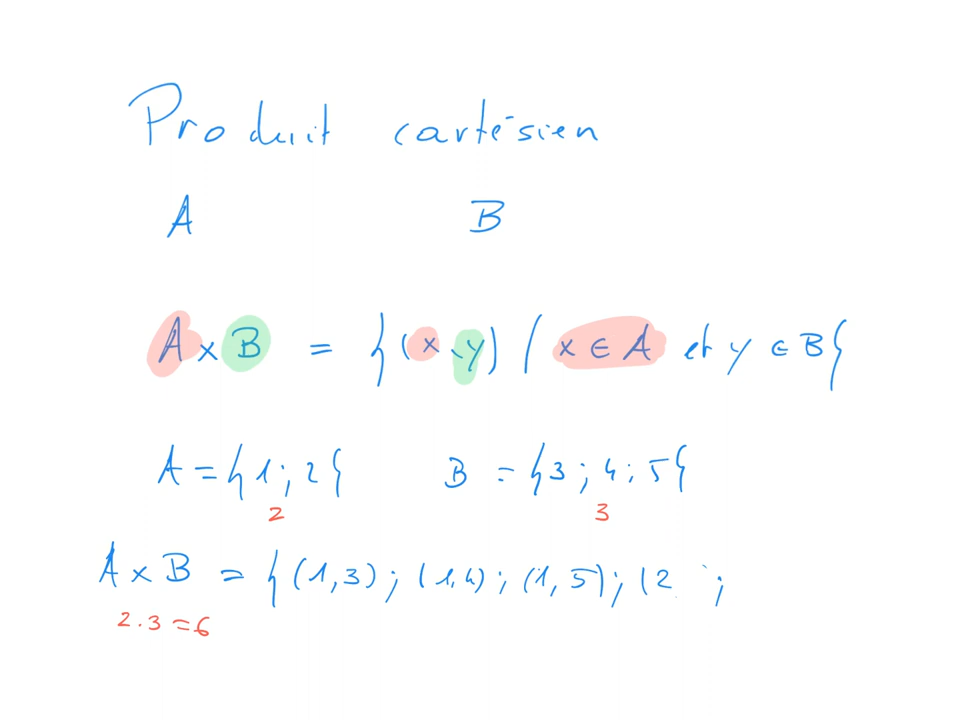 Produit cartésien
A B
A × B = {(x, y) / x ∈ A et y ∈ B}
A = {1; 2} B = {3; 4; 5}
2 3
A × B = {(1,3); (1,4); (1,5); (2 ;
2.3=6